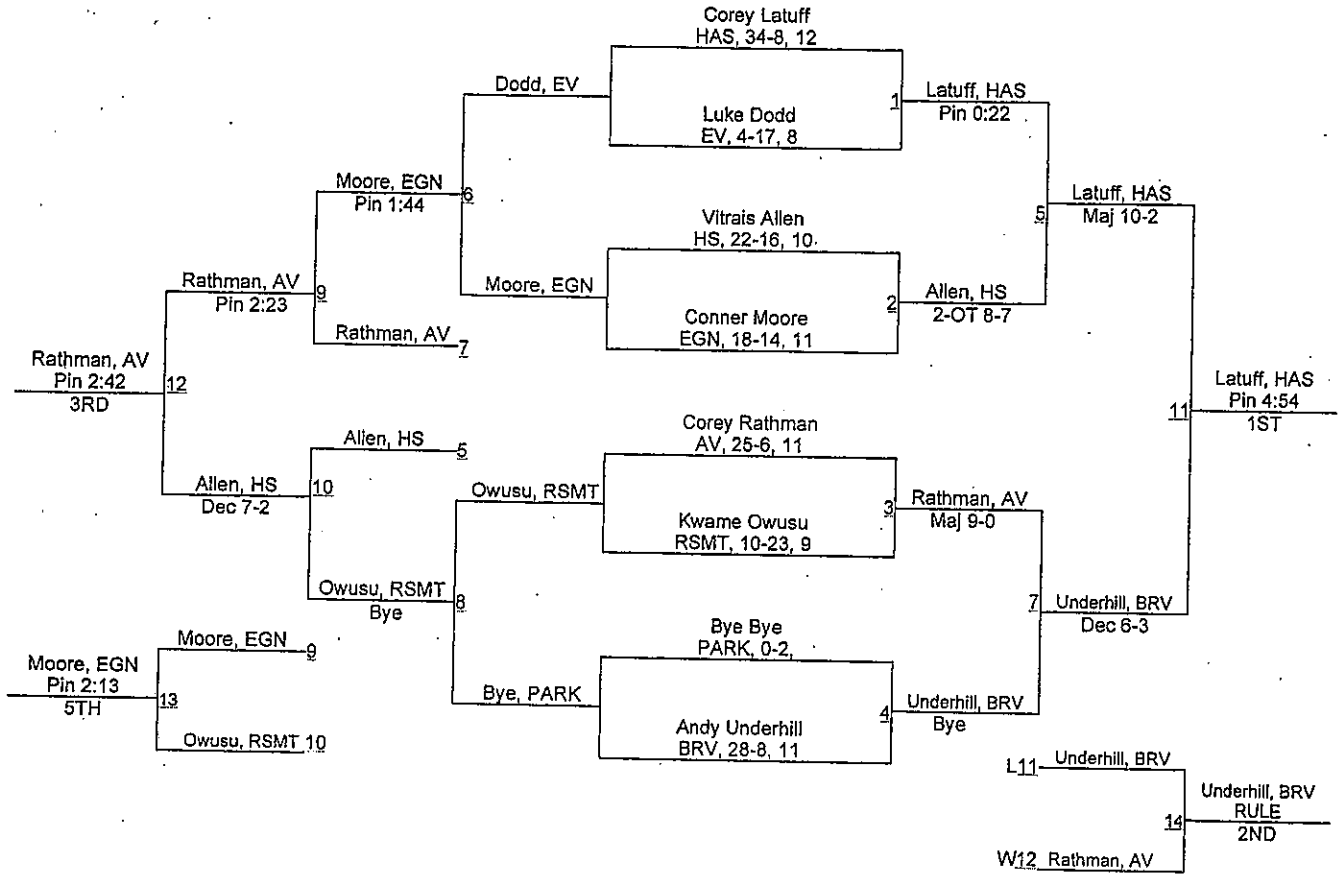 Corey Latuff
HAS, 34-8, 12
Dodd, EV
1
Latuff, HAS
Pin 0:22
Luke Dodd
EV, 4-17, 8
Moore, EGN
Pin 1:44
6
Latuff, HAS
Maj 10-2
5
Vitrais Allen
HS, 22-16, 10
Rathman, AV
Pin 2:23
9
Moore, EGN
2
Allen, HS
2-OT 8-7
Conner Moore
EGN, 18-14, 11
Rathman, AV
7
Rathman, AV
Pin 2:42
3RD
12
Latuff, HAS
Pin 4:54
1ST
11
Corey Rathman
AV, 25-6, 11
Allen, HS
5
Allen, HS
Dec 7-2
10
Owusu, RSMT
3
Rathman, AV
Maj 9-0
Kwame Owusu
RSMT, 10-23, 9
Owusu, RSMT
Bye
8
7
Underhill, BRV
Dec 6-3
Bye Bye
PARK, 0-2,
Moore, EGN
9
Moore, EGN
Pin 2:13
5TH
13
Bye, PARK
4
Underhill, BRV
Bye
Andy Underhill
BRV, 28-8, 11
Owusu, RSMT 10
L11
Underhill, BRV
Underhill, BRV
RULE
2ND
14
W12 Rathman, AV